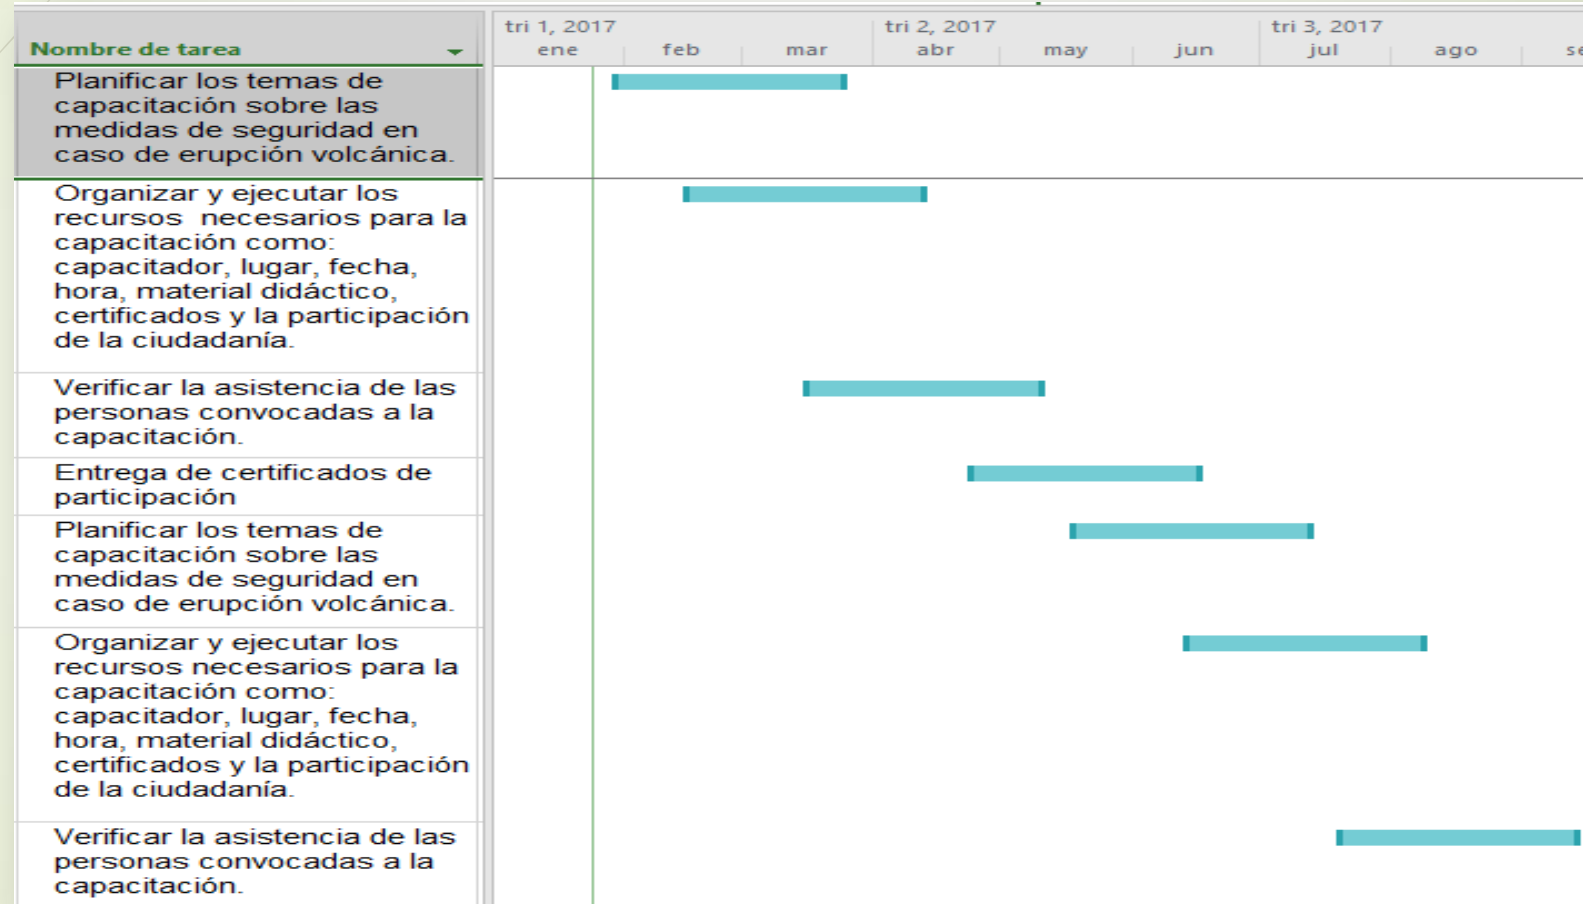 tri 1, 2017 tri 2, 2017 tri 3, 2017
Nombre de tarea ene feb mar abr may jun jul ago se
Planificar los temas de
capacitación sobre las
medidas de seguridad en
caso de erupción volcánica.
Organizar y ejecutar los
recursos necesarios para la
capacitación como:
capacitador, lugar, fecha,
hora, material didáctico,
certificados y la participación
de la ciudadanía.
Verificar la asistencia de las
personas convocadas a la
capacitación.
Entrega de certificados de
participación
Planificar los temas de
capacitación sobre las
medidas de seguridad en
caso de erupción volcánica.
Organizar y ejecutar los
recursos necesarios para la
capacitación como:
capacitador, lugar, fecha,
hora, material didáctico,
certificados y la participación
de la ciudadanía.
Verificar la asistencia de las
personas convocadas a la
capacitación.